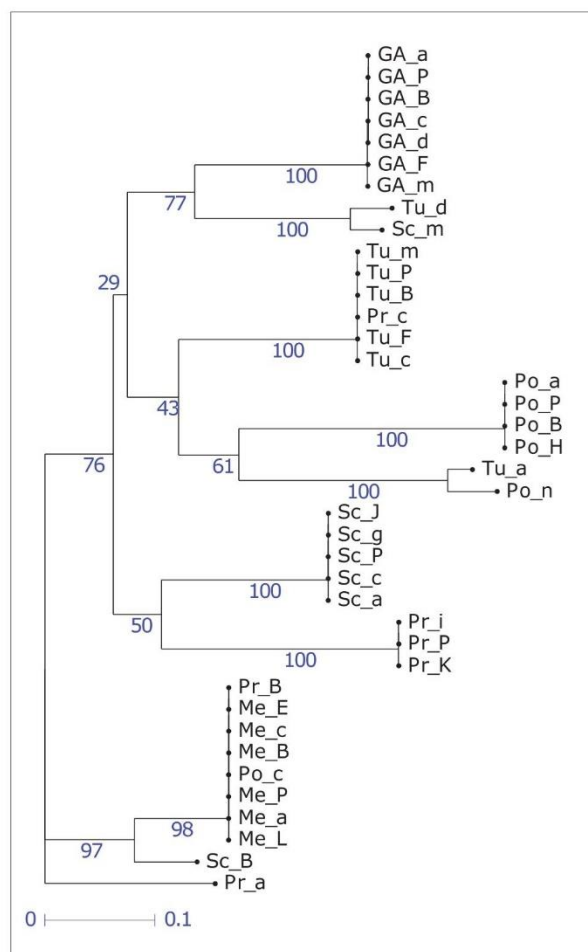 GA_a
GA_P
GA_B
GA_c
GA_d
GA_F
100
GA_m
77
Tu_d
100
Sc_m
Tu_m
Tu_P
29
Tu_B
Pr_c
Tu_F
100
Tu_c
Po_a
Po_P
43
Po_B
100
Po_H
61
76
Tu_a
100
Po_n
Sc_J
Sc_g
Sc_P
Sc_c
100
Sc_a
Pr_i
50
Pr_P
100
Pr_K
Pr_B
Me_E
Me_c
Me_B
Po_c
Me_P
Me_a
98
Me_L
97
Sc_B
Pr_a
0 0.1